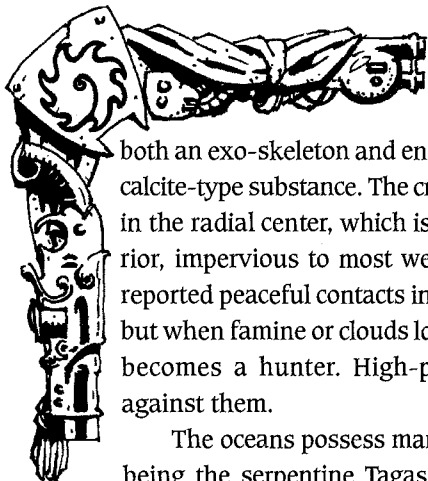 both an exo-skeleton and en
calcite-type substance. The cr
in the radial center, which is
rior, impervious to most we
reported peaceful contacts in
but when famine or clouds lo
becomes a hunter. High-p
against them.
The oceans possess mar
being the serpentine Tagas